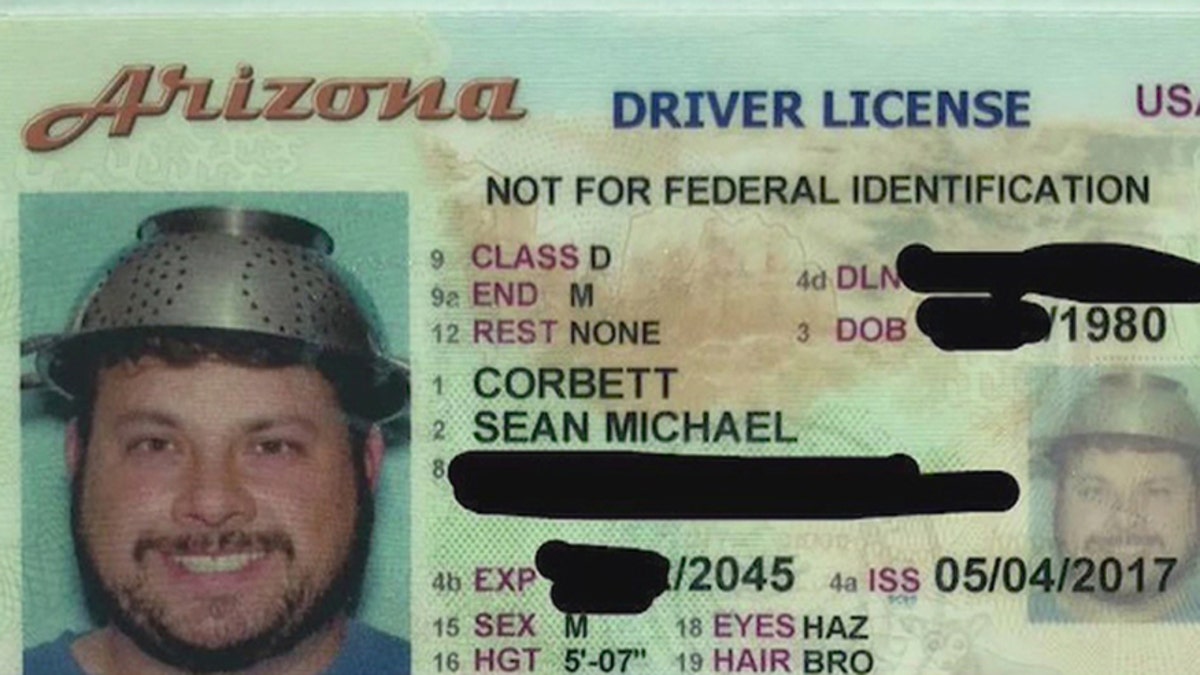 Arizona
DRIVER LICENSE
USA
NOT FOR FEDERAL IDENTIFICATION
9 CLASS D
9a END M
4d DLN
12 REST NONE
3 DOB /1980
1 CORBETT
2 SEAN MICHAEL
8
4b EXP /2045
4a ISS 05/04/2017
15 SEX M
18 EYES HAZ
16 HGT 5'-07"
19 HAIR BRO